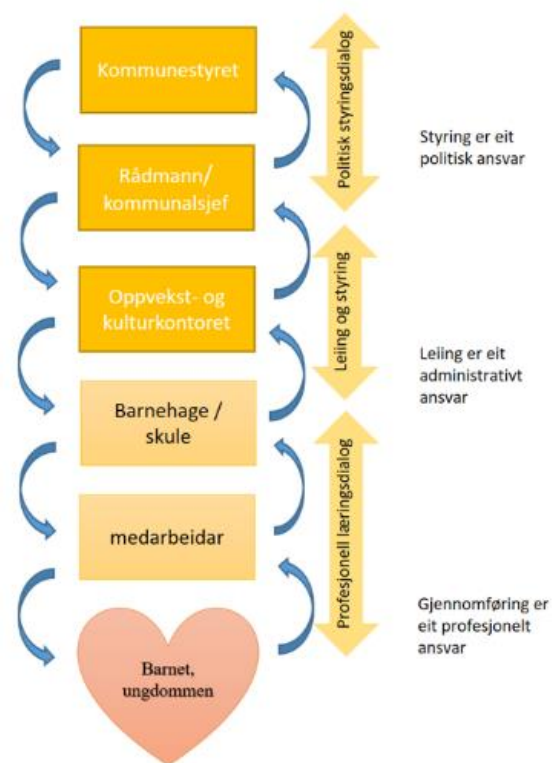 Kommunestyret
Rådmann/
kommunalsjef
Oppvekst- og
kulturkontoret
Barnehage /
skule
medarbeidar
Barnet,
ungdommen
Politisk styringsdialog
Leiing og styring
Profesjonell læringsdialog
Styring er eit
politisk ansvar
Leiing er eit
administrativt
ansvar
Gjennomføring er
eit profesjonelt
ansvar